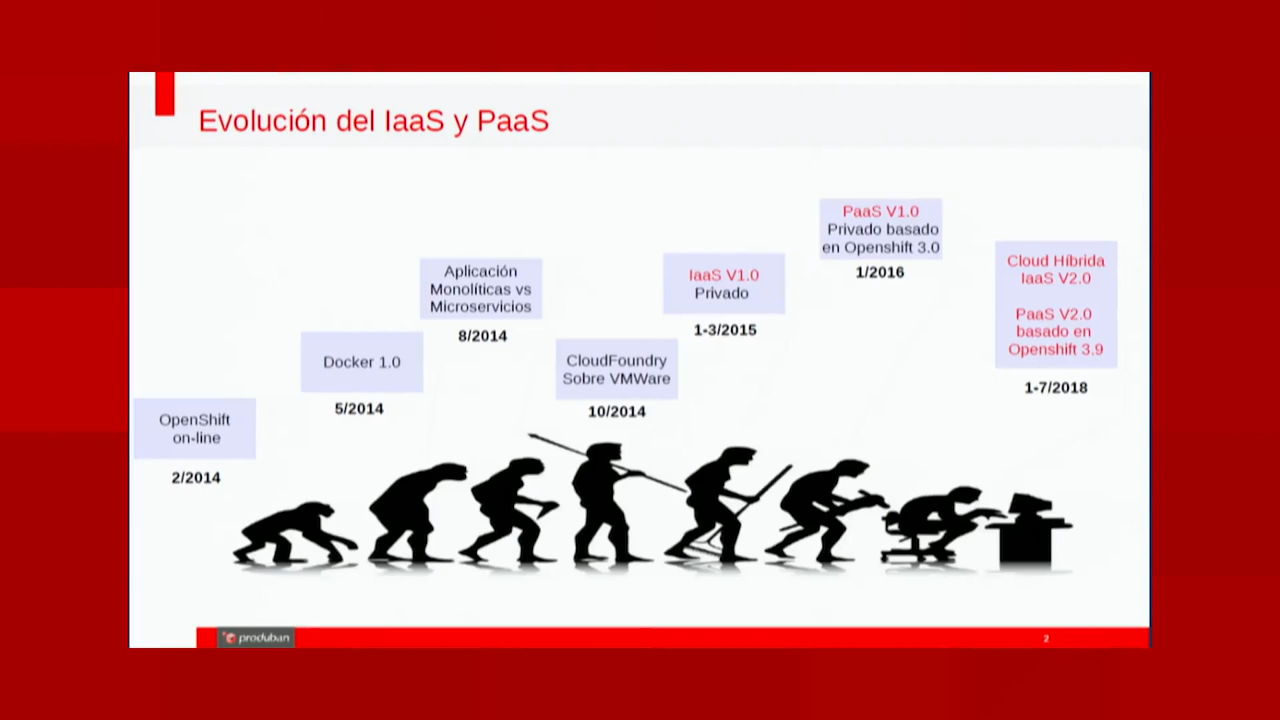 Evolución del IaaS y PaaS
OpenShift
on-line
2/2014
Docker 1.0
5/2014
Aplicación
Monolíticas vs
Microservicios
8/2014
CloudFoundry
Sobre VMWare
10/2014
IaaS V1.0
Privado
1-3/2015
PaaS V1.0
Privado basado
en Openshift 3.0
1/2016
Cloud Híbrida
IaaS V2.0
PaaS V2.0
basado en
Openshift 3.9
1-7/2018
produban
2